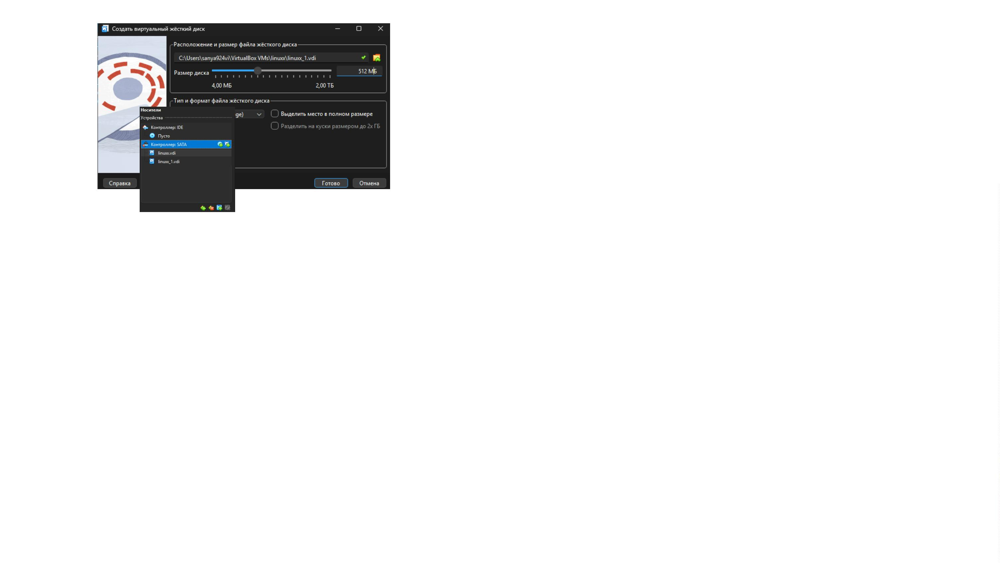 Создать виртуальный жёсткий диск
Расположение и размер файла жёсткого диска
C:\Users\sanya924vi\VirtualBox VMs\linuxx\linuxx_1.vdi
Размер диска
512 МБ
4,00 МБ
2,00 ТБ
Тип и формат файла жёсткого диска
ge)
Выделить место в полном размере
Разделить на куски размером до 2х ГБ
Носители
Устройства
Контроллер: IDE
Пусто
Контроллер: SATA
linuxx.vdi
linuxx_1.vdi
Справка
Готово
Отмена